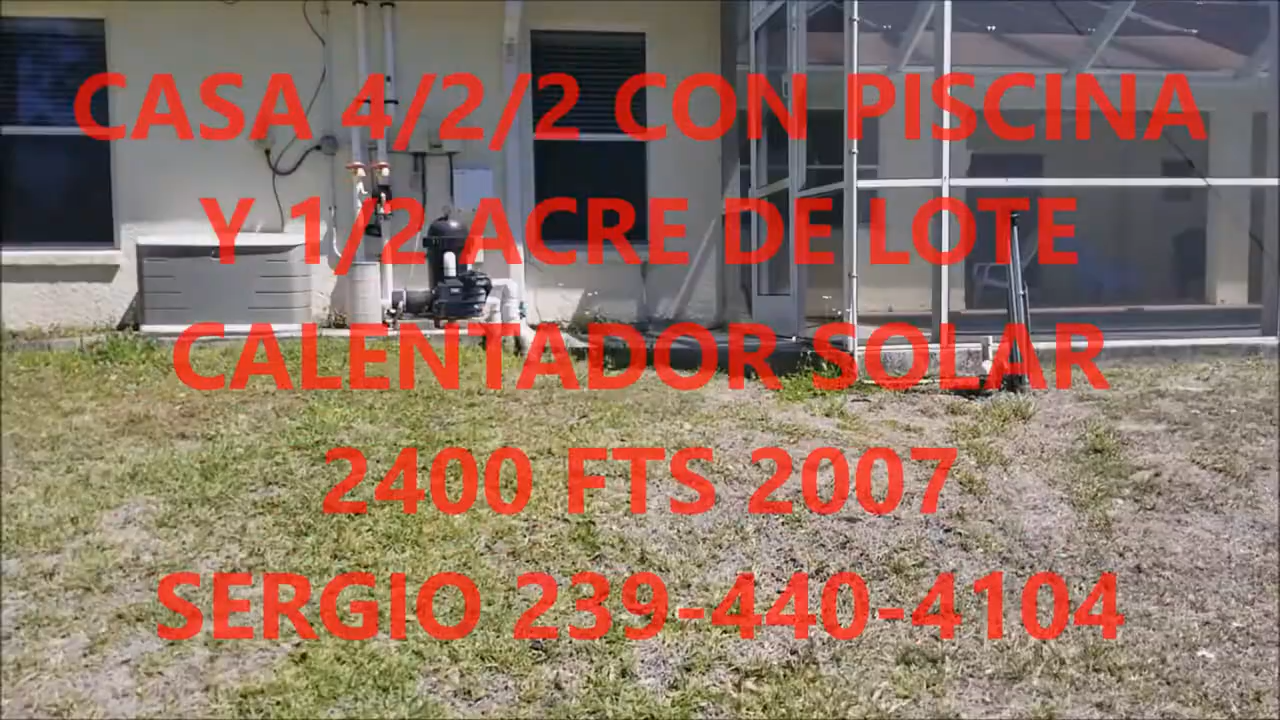 CASA 4/2/2 CON PISCINA
Y 1/2 ACRE DE LOTE
CALENTADOR SOLAR
2400 FTS 2007
SERGIO 239-440-4104